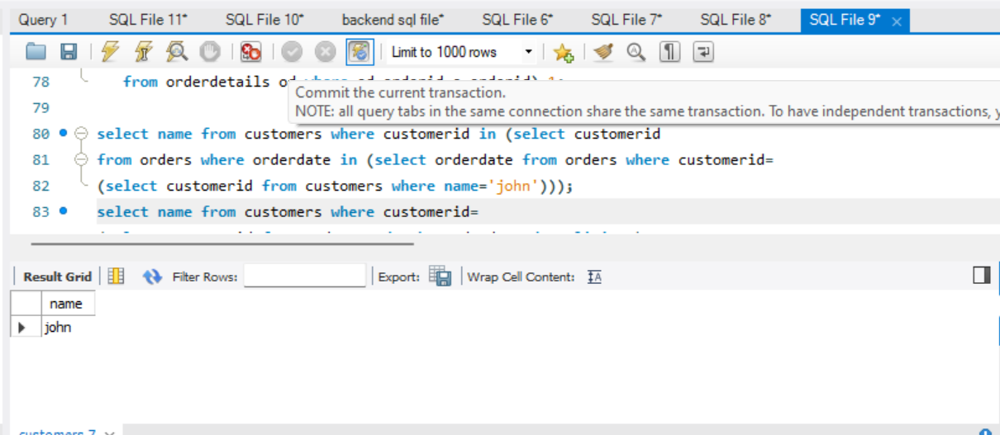 Query 1 SQL File 11* SQL File 10* backend sql file* SQL File 6* SQL File 7* SQL File 8* SQL File 9* ×
Limit to 1000 rows
78 from orderdetails od
Commit the current transaction.
79
NOTE: all query tabs in the same connection share the same transaction. To have independent transactions, y
80 select name from customers where customerid in (select customerid
81 from orders where orderdate in (select orderdate from orders where customerid=
82 (select customerid from customers where name='john')));
83 select name from customers where customerid=
Result Grid Filter Rows: Export: Wrap Cell Content:
name
john
customers 7